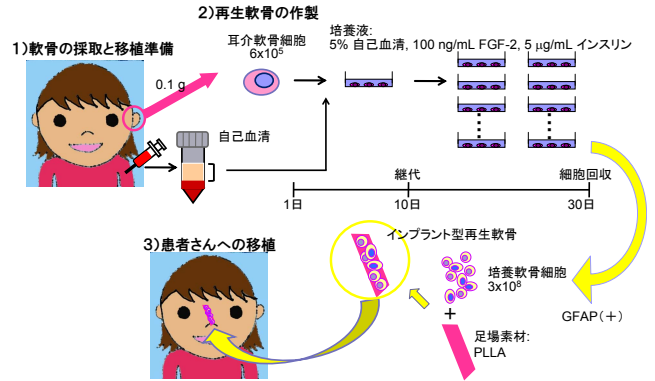 2）再生軟骨の作製
1）軟骨の採取と移植準備
0.1 g
耳介軟骨細胞
6x10⁵
培養液:
5% 自己血清, 100 ng/mL FGF-2, 5 μg/mL インスリン
自己血清
継代
細胞回収
1日
10日
30日
3）患者さんへの移植
インプラント型再生軟骨
培養軟骨細胞
3x10⁸
GFAP（＋）
+
足場素材:
PLLA